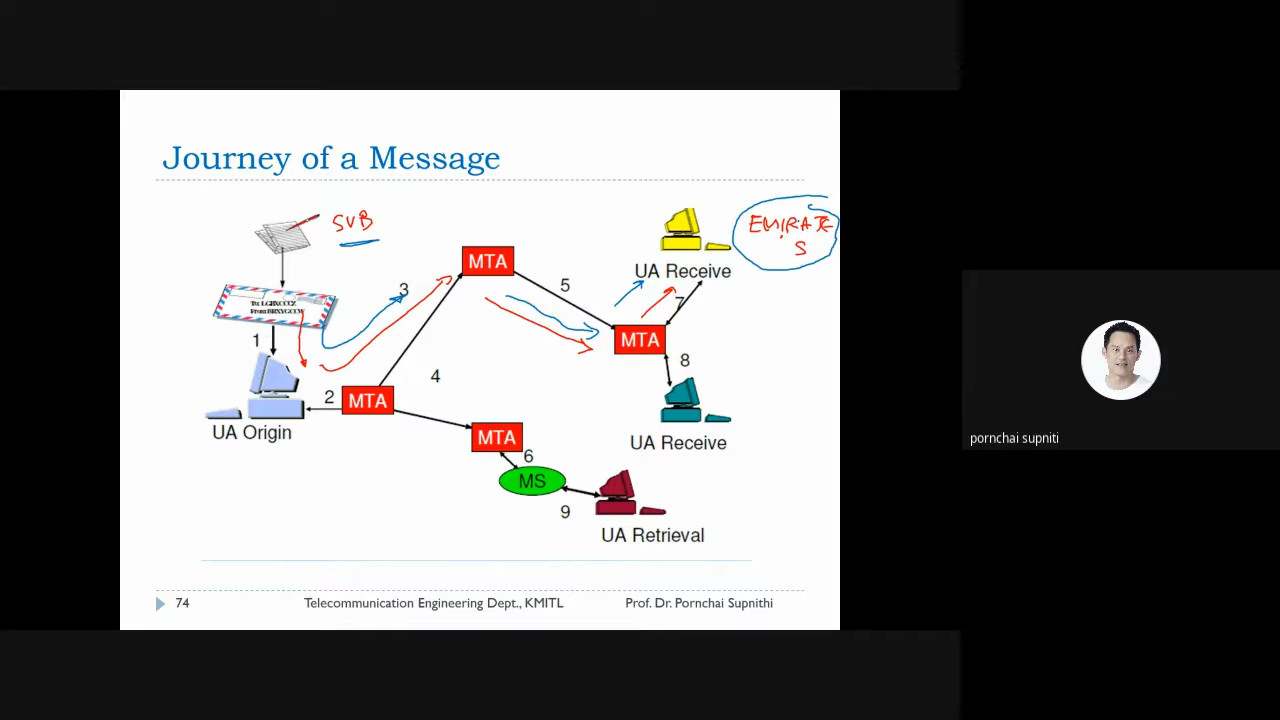 Journey of a Message
SVB
EMIRATE
S
MTA
UA Receive
3
5
7
1
MTA
8
4
2
MTA
UA Origin
MTA
UA Receive
6
MS
9
UA Retrieval
74
Telecommunication Engineering Dept., KMITL
Prof. Dr. Pornchai Supnithi
pornchai supniti